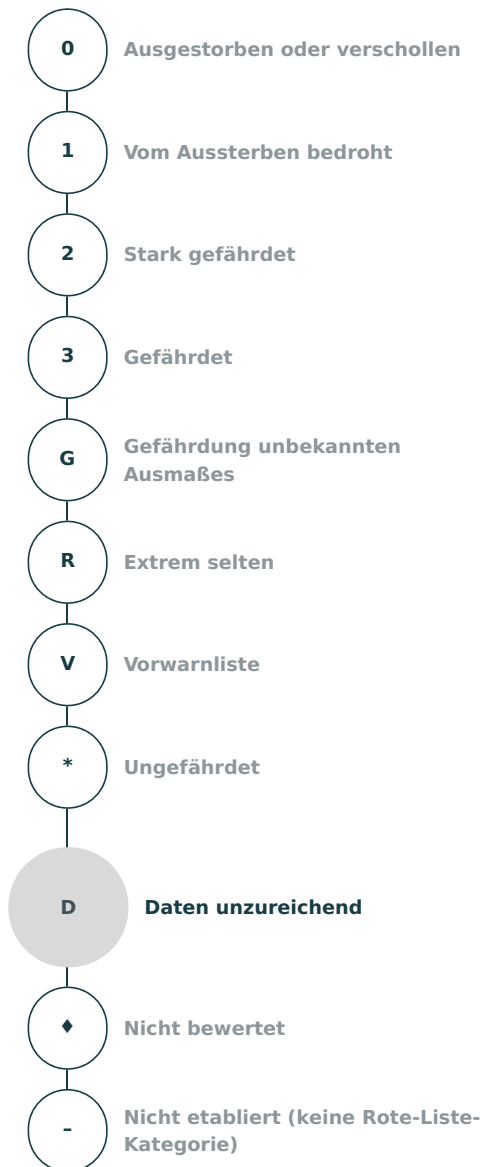 0 Ausgestorben oder verschollen
1 Vom Aussterben bedroht
2 Stark gefährdet
3 Gefährdet
G Gefährdung unbekannten
Ausmaßes
R Extrem selten
V Vorwarnliste
* Ungefährdet
D Daten unzureichend
♦ Nicht bewertet
– Nicht etabliert (keine Rote-Liste-
Kategorie)